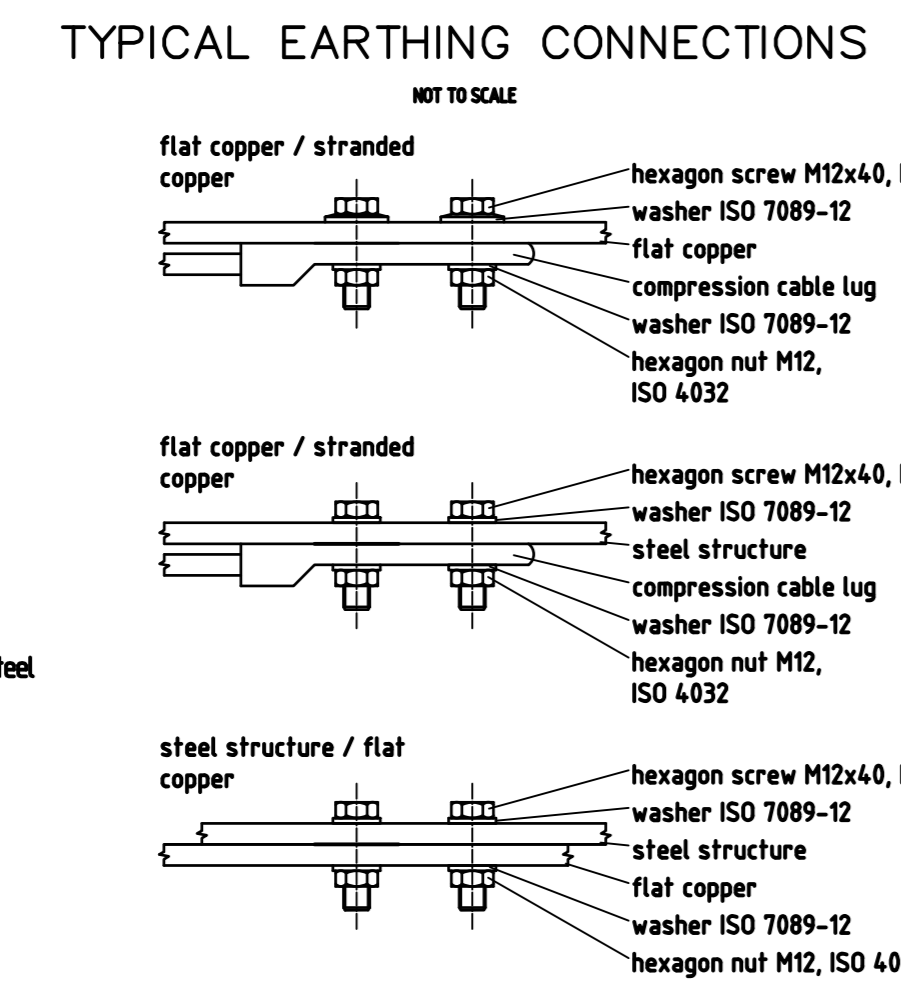 TYPICAL EARTHING CONNECTIONS
NOT TO SCALE
flat copper / stranded
copper
hexagon screw M12x40,
washer ISO 7089-12
flat copper
compression cable lug
washer ISO 7089-12
hexagon nut M12,
ISO 4032
flat copper / stranded
copper
hexagon screw M12x40,
washer ISO 7089-12
steel structure
compression cable lug
washer ISO 7089-12
hexagon nut M12,
ISO 4032
steel structure / flat
copper
hexagon screw M12x40,
washer ISO 7089-12
steel structure
flat copper
washer ISO 7089-12
hexagon nut M12, ISO 40